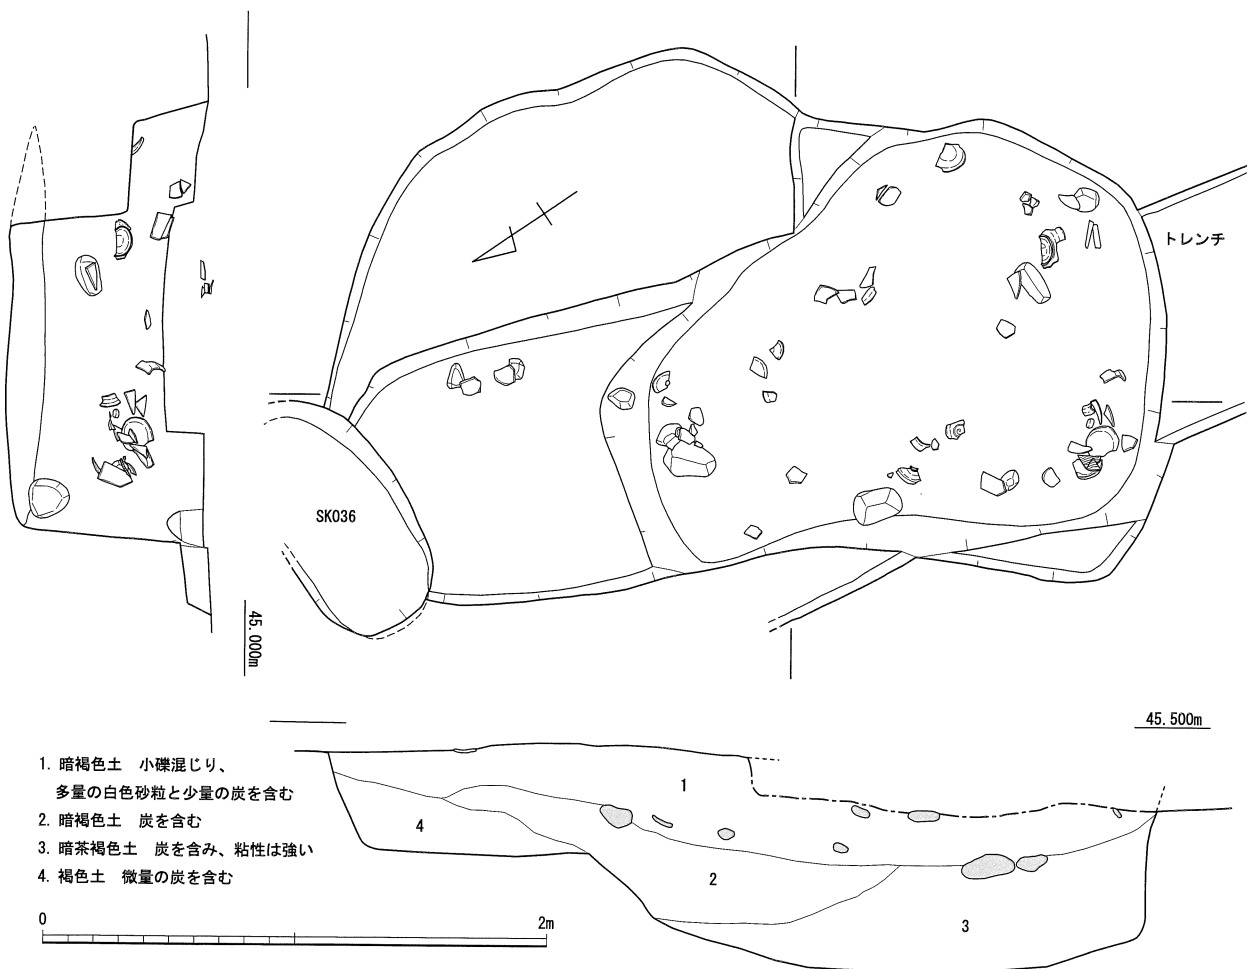 トレンチ
SK036
45.000m
45.500m
1. 暗褐色土 小礫混じり、
多量の白色砂粒と少量の炭を含む
2. 暗褐色土 炭を含む
3. 暗茶褐色土 炭を含み、粘性は強い
4. 褐色土 微量の炭を含む
1
4
2
3
0 2m